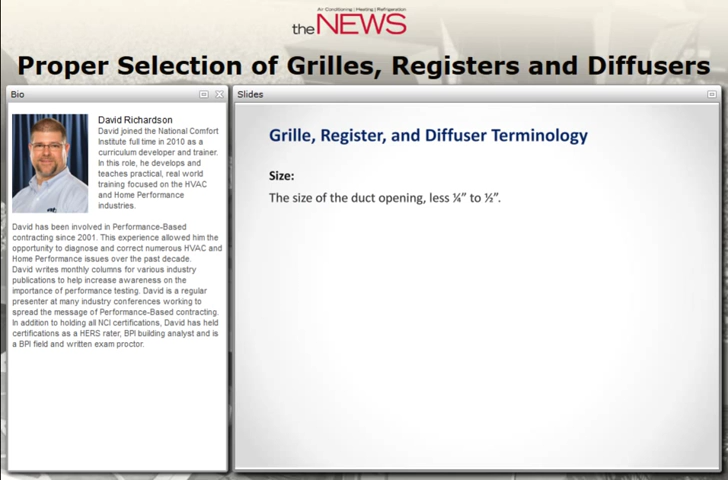 Air Conditioning | Heating | Refrigeration
the NEWS
Proper Selection of Grilles, Registers and Diffusers
Bio
David Richardson
David joined the National Comfort
Institute full time in 2010 as a
curriculum developer and trainer.
In this role, he develops and
teaches practical, real world
training focused on the HVAC
and Home Performance
industries.
David has been involved in Performance-Based
contracting since 2001. This experience allowed him the
opportunity to diagnose and correct numerous HVAC and
Home Performance issues over the past decade.
David writes monthly columns for various industry
publications to help increase awareness on the
importance of performance testing. David is a regular
presenter at many industry conferences working to
spread the message of Performance-Based contracting.
In addition to holding all NCI certifications, David has held
certifications as a HERS rater, BPI building analyst and is
a BPI field and written exam proctor.
Slides
Grille, Register, and Diffuser Terminology
Size:
The size of the duct opening, less ¼” to ½”.